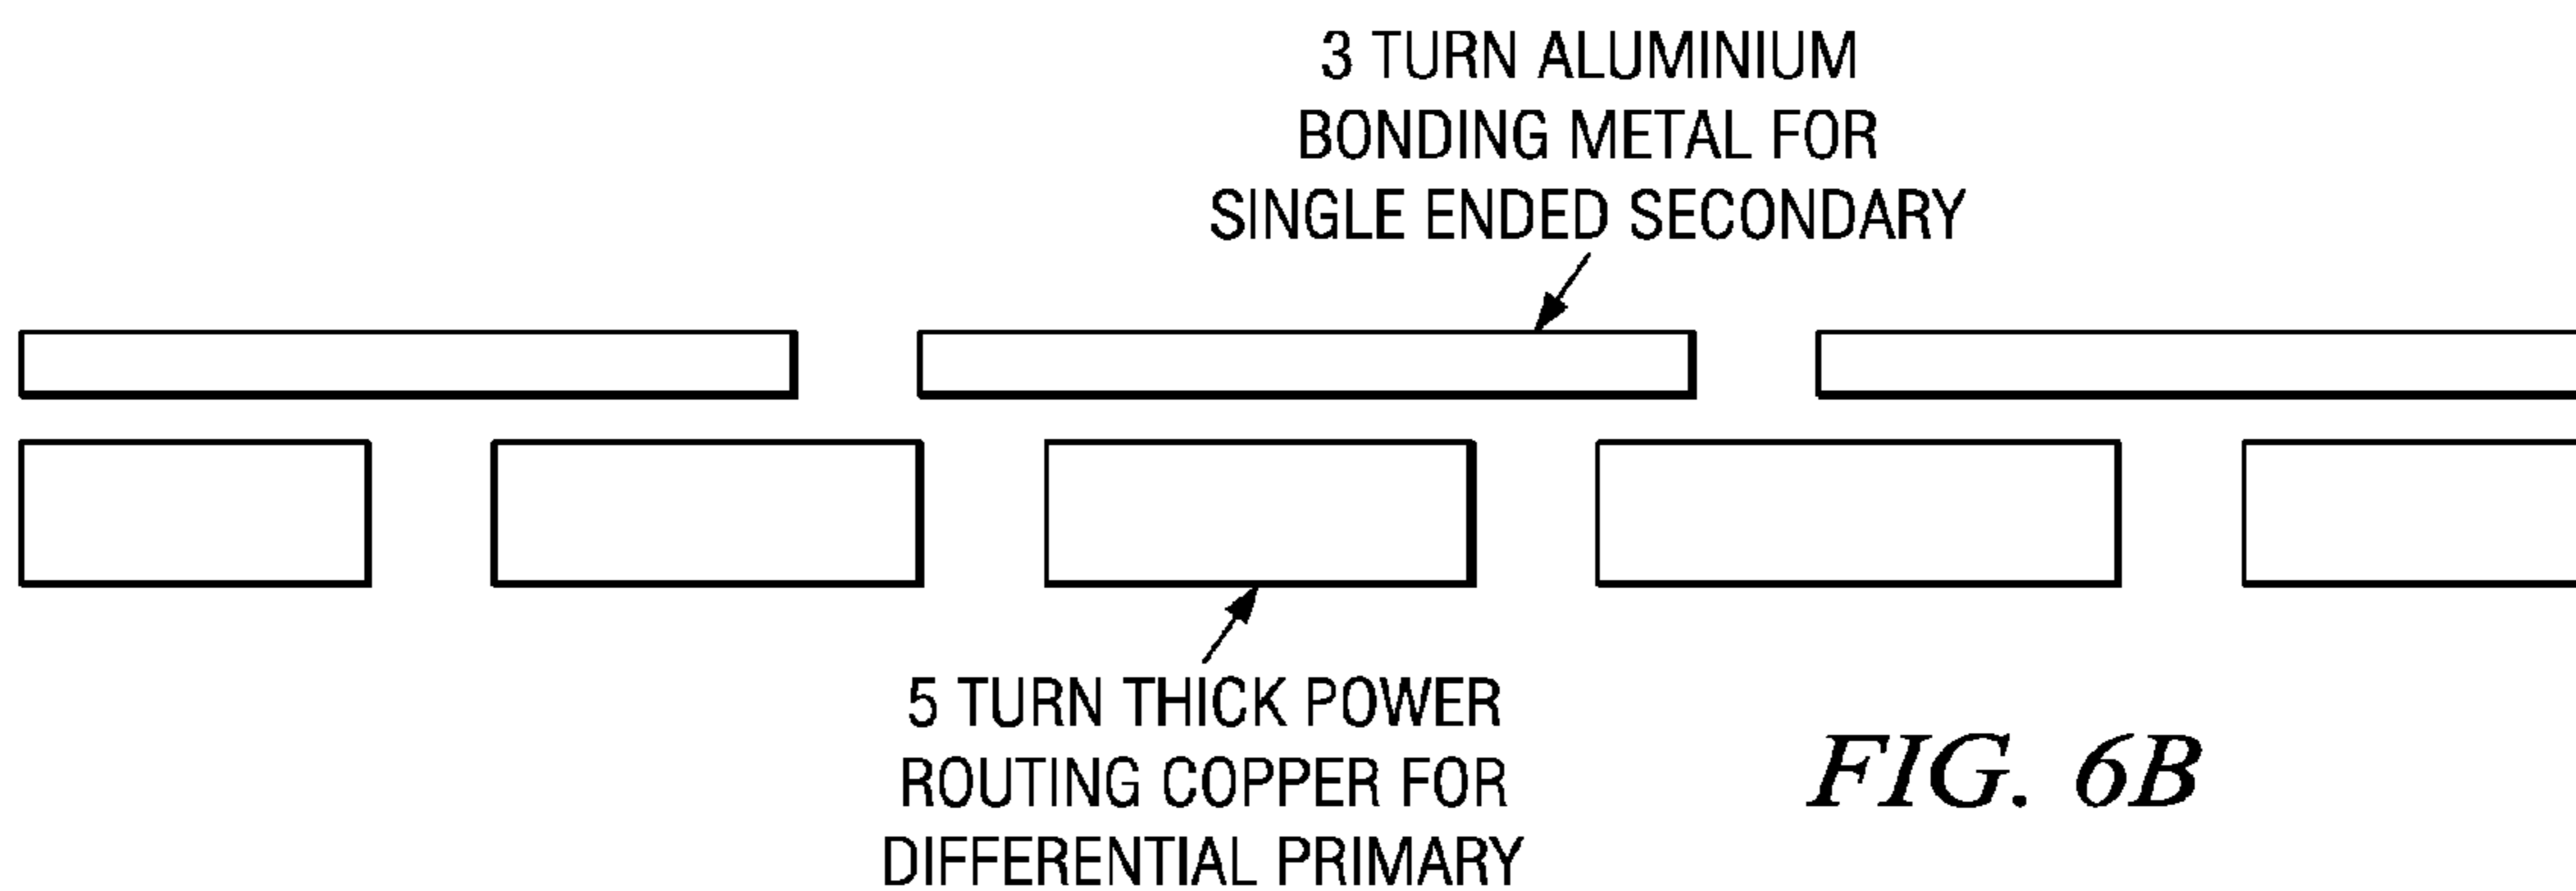 3 TURN ALUMINIUM
BONDING METAL FOR
SINGLE ENDED SECONDARY
5 TURN THICK POWER
ROUTING COPPER FOR
DIFFERENTIAL PRIMARY
FIG. 6B